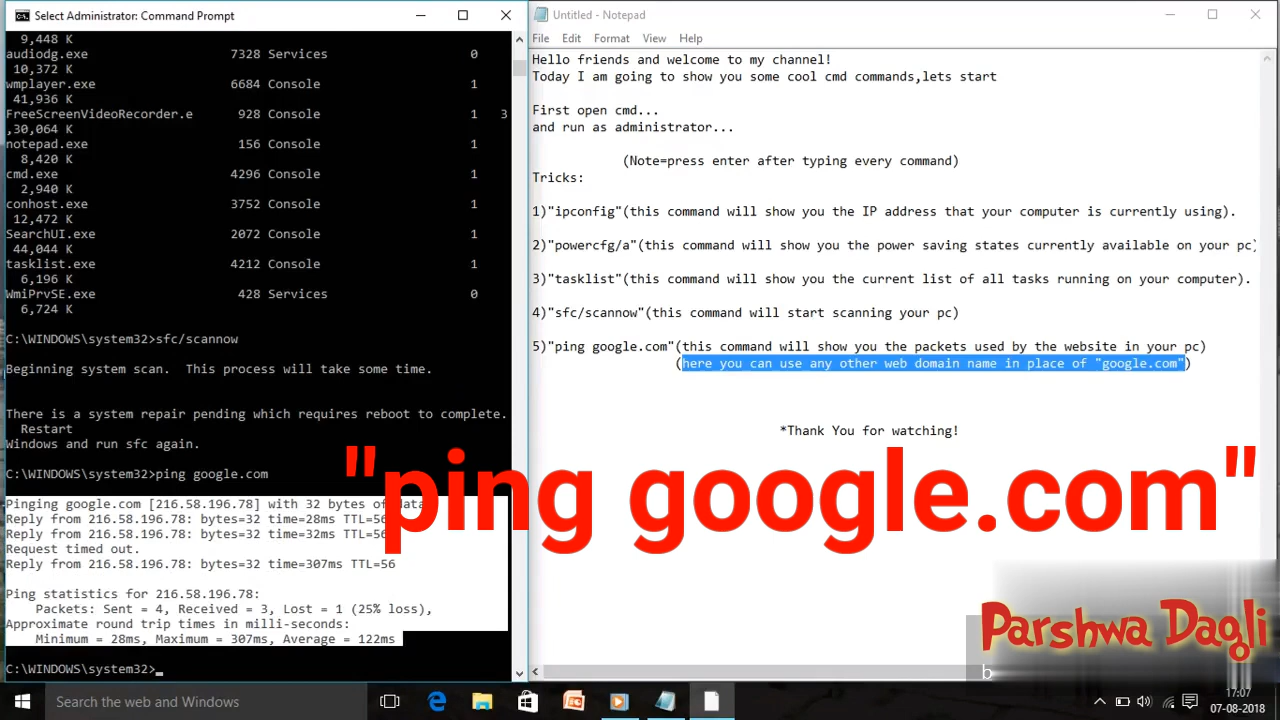 Select Administrator: Command Prompt
9,448 K
audiodg.exe 7328 Services 0
10,372 K
wmplayer.exe 6684 Console 1
41,936 K
FreeScreenVideoRecorder.e 928 Console 1 3
,30,064 K
notepad.exe 156 Console 1
8,420 K
cmd.exe 4296 Console 1
2,940 K
conhost.exe 3752 Console 1
12,472 K
SearchUI.exe 2072 Console 1
44,044 K
tasklist.exe 4212 Console 1
6,196 K
WmiPrvSE.exe 428 Services 0
6,724 K
C:\WINDOWS\system32>sfc/scannow
Beginning system scan.  This process will take some time.
There is a system repair pending which requires reboot to complete.
Restart
Windows and run sfc again.
C:\WINDOWS\system32>ping google.com
Pinging google.com [216.58.196.78] with 32 bytes of data
Reply from 216.58.196.78: bytes=32 time=28ms TTL=56
Reply from 216.58.196.78: bytes=32 time=32ms TTL=56
Request timed out.
Reply from 216.58.196.78: bytes=32 time=307ms TTL=56
Ping statistics for 216.58.196.78:
Packets: Sent = 4, Received = 3, Lost = 1 (25% loss),
Approximate round trip times in milli-seconds:
Minimum = 28ms, Maximum = 307ms, Average = 122ms
C:\WINDOWS\system32>_
Untitled - Notepad
File Edit Format View Help
Hello friends and welcome to my channel!
Today I am going to show you some cool cmd commands,lets start
First open cmd...
and run as administrator...
(Note=press enter after typing every command)
Tricks:
1)"ipconfig"(this command will show you the IP address that your computer is currently using).
2)"powercfg/a"(this command will show you the power saving states currently available on your pc)
3)"tasklist"(this command will show you the current list of all tasks running on your computer).
4)"sfc/scannow"(this command will start scanning your pc)
5)"ping google.com"(this command will show you the packets used by the website in your pc)
(here you can use any other web domain name in place of "google.com")
*Thank You for watching!
"ping google.com"
Parshwa Dagli
b
Search the web and Windows
17:07
07-08-2018